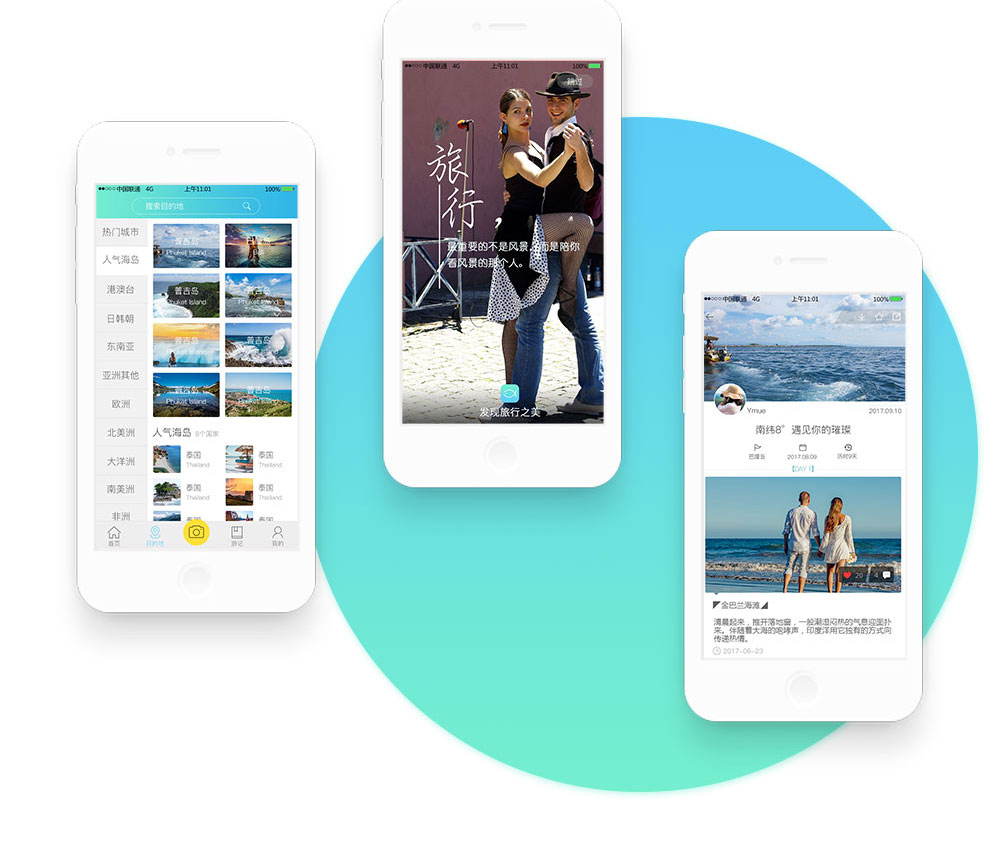 中国联通 4G 上午11:01 100%
搜索目的地
热门城市
人气海岛
港澳台
日韩朝
东南亚
亚洲其他
欧洲
北美洲
大洋洲
南美洲
非洲
普吉岛
Phuket Island
普吉岛
Phuket Island
普吉岛
Phuket Island
普吉岛
普吉岛
普吉岛
Phuket Island
普吉岛
Phuket Island
人气海岛 8个国家
泰国
Thailand
泰国
Thailand
泰国
Thailand
泰国
Thailand
泰国
泰国
首页
目的地
游记
我的
中国联通 4G 上午11:01 100%
跳过
旅行，
最重要的不是风景，而是陪你
看风景的那个人。
发现旅行之美
中国联通 4G 上午11:01 100%
Ymue
2017.09.10
南纬8° 遇见你的璀璨
巴厘岛
2017.08.09
历时9天
【DAY 1】
20
4
金巴兰海滩
清晨起来，推开落地窗，一股潮湿闷热的气息迎面扑
来。伴随着大海的咆哮声，印度洋用它独有的方式向
传递热情。
2017-06-23